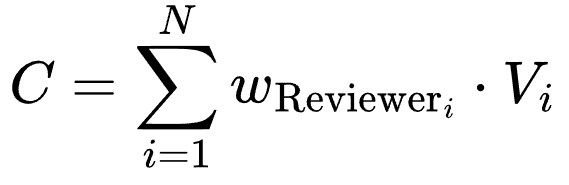 C = \sum_{i=1}^{N} w_{\text{Reviewer}_i} \cdot V_i